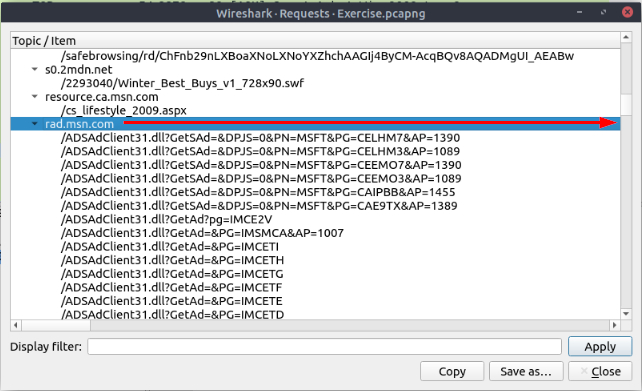 Wireshark · Requests · Exercise.pcapng
Topic / Item
/safebrowsing/rd/ChFnb29nLXBoaXNoLXNoYXZhchAAGIj4ByCM-AcqBQv8AQADMgUI_AEABw
s0.2mdn.net
/2293040/Winter_Best_Buys_v1_728x90.swf
resource.ca.msn.com
/cs_lifestyle_2009.aspx
rad.msn.com
/ADSAdClient31.dll?GetSAd=&DPJS=0&PN=MSFT&PG=CELHM7&AP=1390
/ADSAdClient31.dll?GetSAd=&DPJS=0&PN=MSFT&PG=CELHM3&AP=1089
/ADSAdClient31.dll?GetSAd=&DPJS=0&PN=MSFT&PG=CEEMO7&AP=1390
/ADSAdClient31.dll?GetSAd=&DPJS=0&PN=MSFT&PG=CEEMO3&AP=1089
/ADSAdClient31.dll?GetSAd=&DPJS=0&PN=MSFT&PG=CAIPBB&AP=1455
/ADSAdClient31.dll?GetSAd=&DPJS=0&PN=MSFT&PG=CAE9TX&AP=1389
/ADSAdClient31.dll?GetAd?pg=IMCE2V
/ADSAdClient31.dll?GetAd=&PG=IMSMCA&AP=1007
/ADSAdClient31.dll?GetAd=&PG=IMCETI
/ADSAdClient31.dll?GetAd=&PG=IMCETH
/ADSAdClient31.dll?GetAd=&PG=IMCETG
/ADSAdClient31.dll?GetAd=&PG=IMCETF
/ADSAdClient31.dll?GetAd=&PG=IMCETE
/ADSAdClient31.dll?GetAd=&PG=IMCETD
Display filter:
Apply
Copy
Save as…
Close